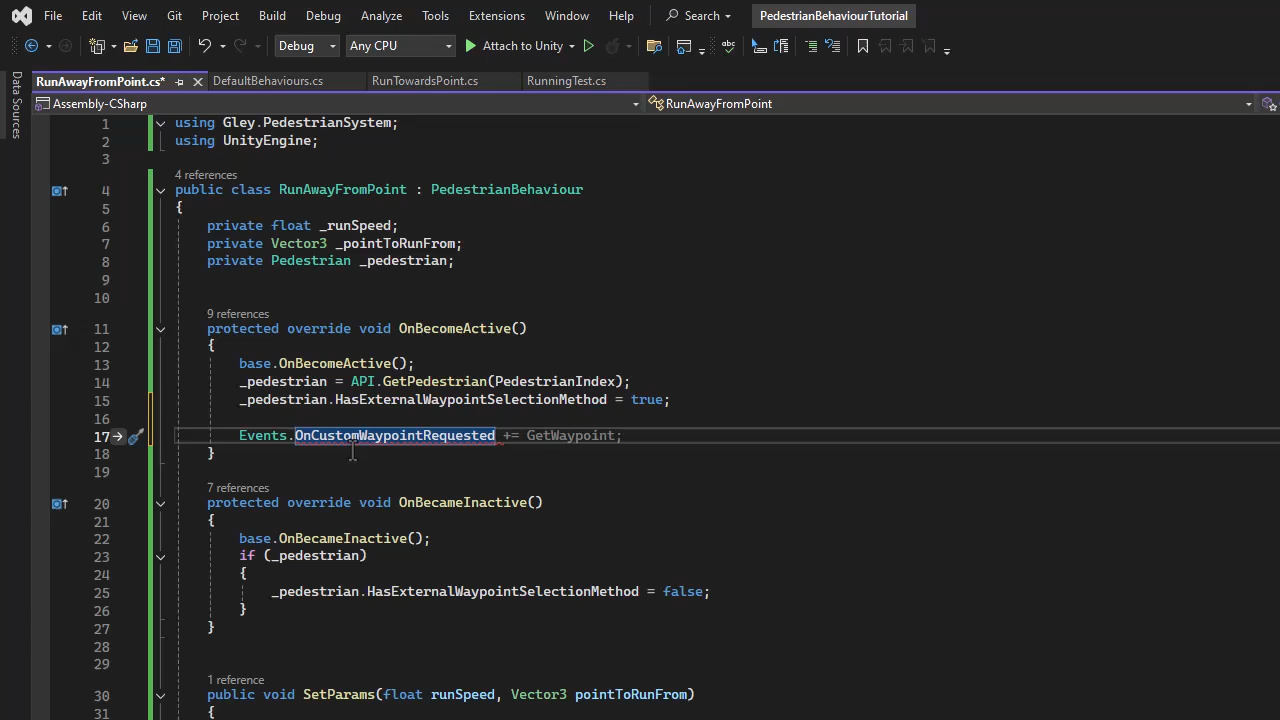 File Edit View Git Project Build Debug Analyze Tools Extensions Window Help Search PedestrianBehaviourTutorial
Debug Any CPU Attach to Unity
RunAwayFromPoint.cs* DefaultBehaviours.cs RunTowardsPoint.cs RunningTest.cs
Data Sources
Assembly-CSharp RunAwayFromPoint
1 using Gley.PedestrianSystem;
2 using UnityEngine;
3
4 references
4 public class RunAwayFromPoint : PedestrianBehaviour
5 {
6 private float _runSpeed;
7 private Vector3 _pointToRunFrom;
8 private Pedestrian _pedestrian;
9
10
9 references
11 protected override void OnBecomeActive()
12 {
13 base.OnBecomeActive();
14 _pedestrian = API.GetPedestrian(PedestrianIndex);
15 _pedestrian.HasExternalWaypointSelectionMethod = true;
16
17 Events.OnCustomWaypointRequested += GetWaypoint;
18 }
19
7 references
20 protected override void OnBecameInactive()
21 {
22 base.OnBecameInactive();
23 if (_pedestrian)
24 {
25 _pedestrian.HasExternalWaypointSelectionMethod = false;
26 }
27 }
28
29
1 reference
30 public void SetParams(float runSpeed, Vector3 pointToRunFrom)
31 {